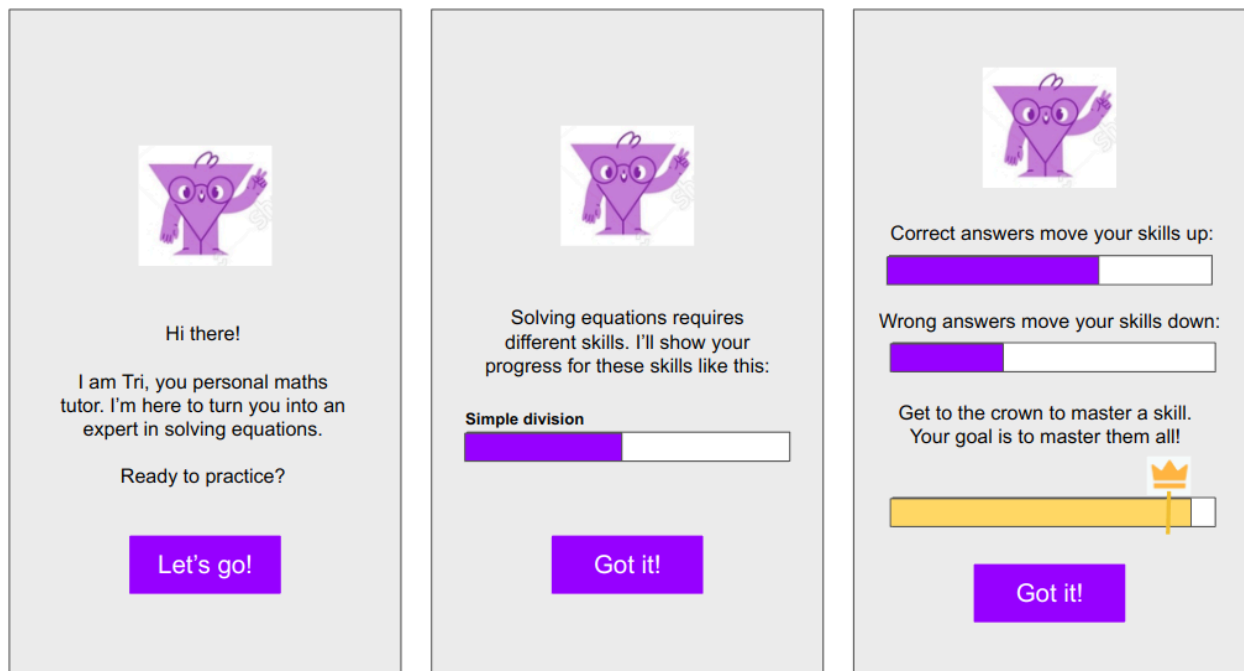 Hi there!
I am Tri, you personal maths
tutor. I'm here to turn you into an
expert in solving equations.
Ready to practice?
Let's go!
Solving equations requires
different skills. I'll show your
progress for these skills like this:
Simple division
Got it!
Correct answers move your skills up:
Wrong answers move your skills down:
Get to the crown to master a skill.
Your goal is to master them all!
Got it!